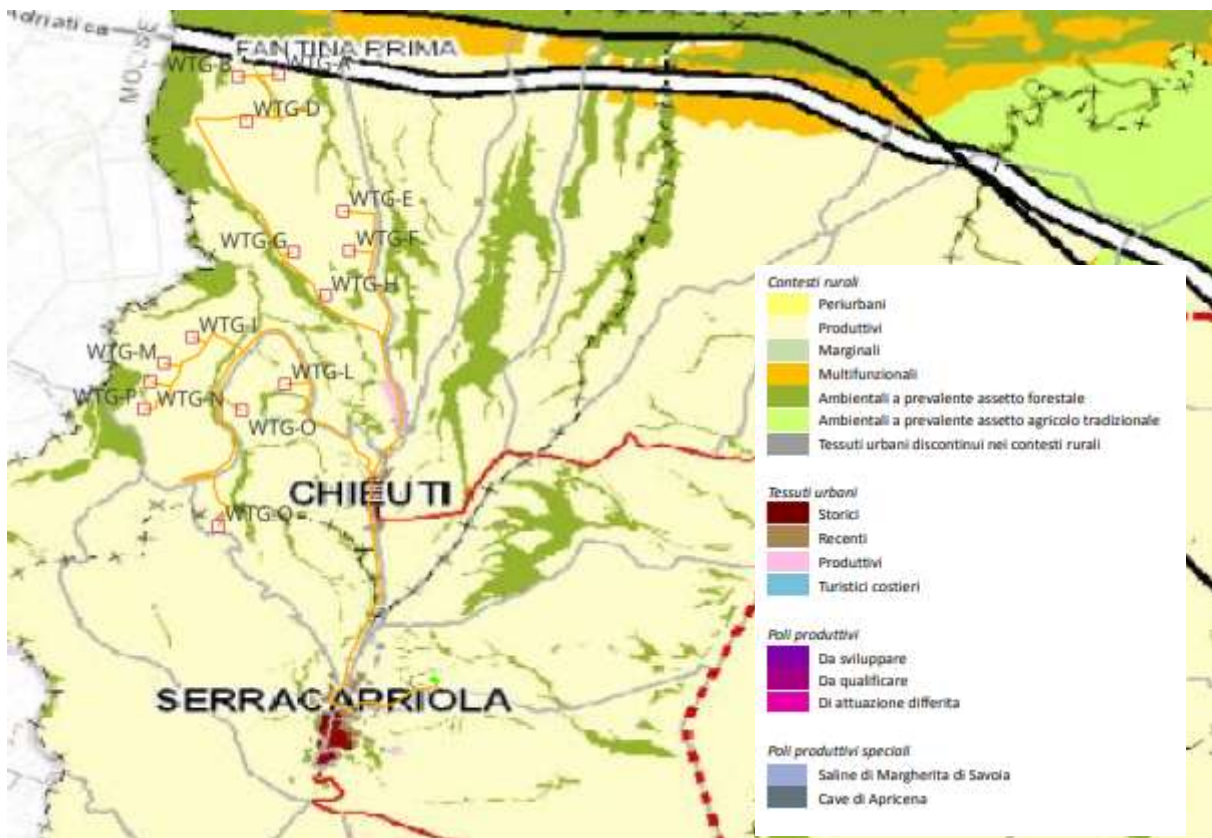 Adriatica
MOLISE
FANTINA PRIMA
WTG-B
WTG-A
WTG-D
WTG-E
WTG-G
WTG-F
WTG-H
WTG-I
WTG-M
WTG-L
WTG-P
WTG-N
WTG-O
CHIEUTI
WTG-Q
SERRACAPRIOLA
Contesti rurali
Periurbani
Produttivi
Marginali
Multifunzionali
Ambientali a prevalente assetto forestale
Ambientali a prevalente assetto agricolo tradizionale
Tessuti urbani discontinui nei contesti rurali
Tessuti urbani
Storici
Recenti
Produttivi
Turistici costieri
Poli produttivi
Da sviluppare
Da qualificare
Di attuazione differita
Poli produttivi speciali
Saline di Margherita di Savoia
Cave di Apricena